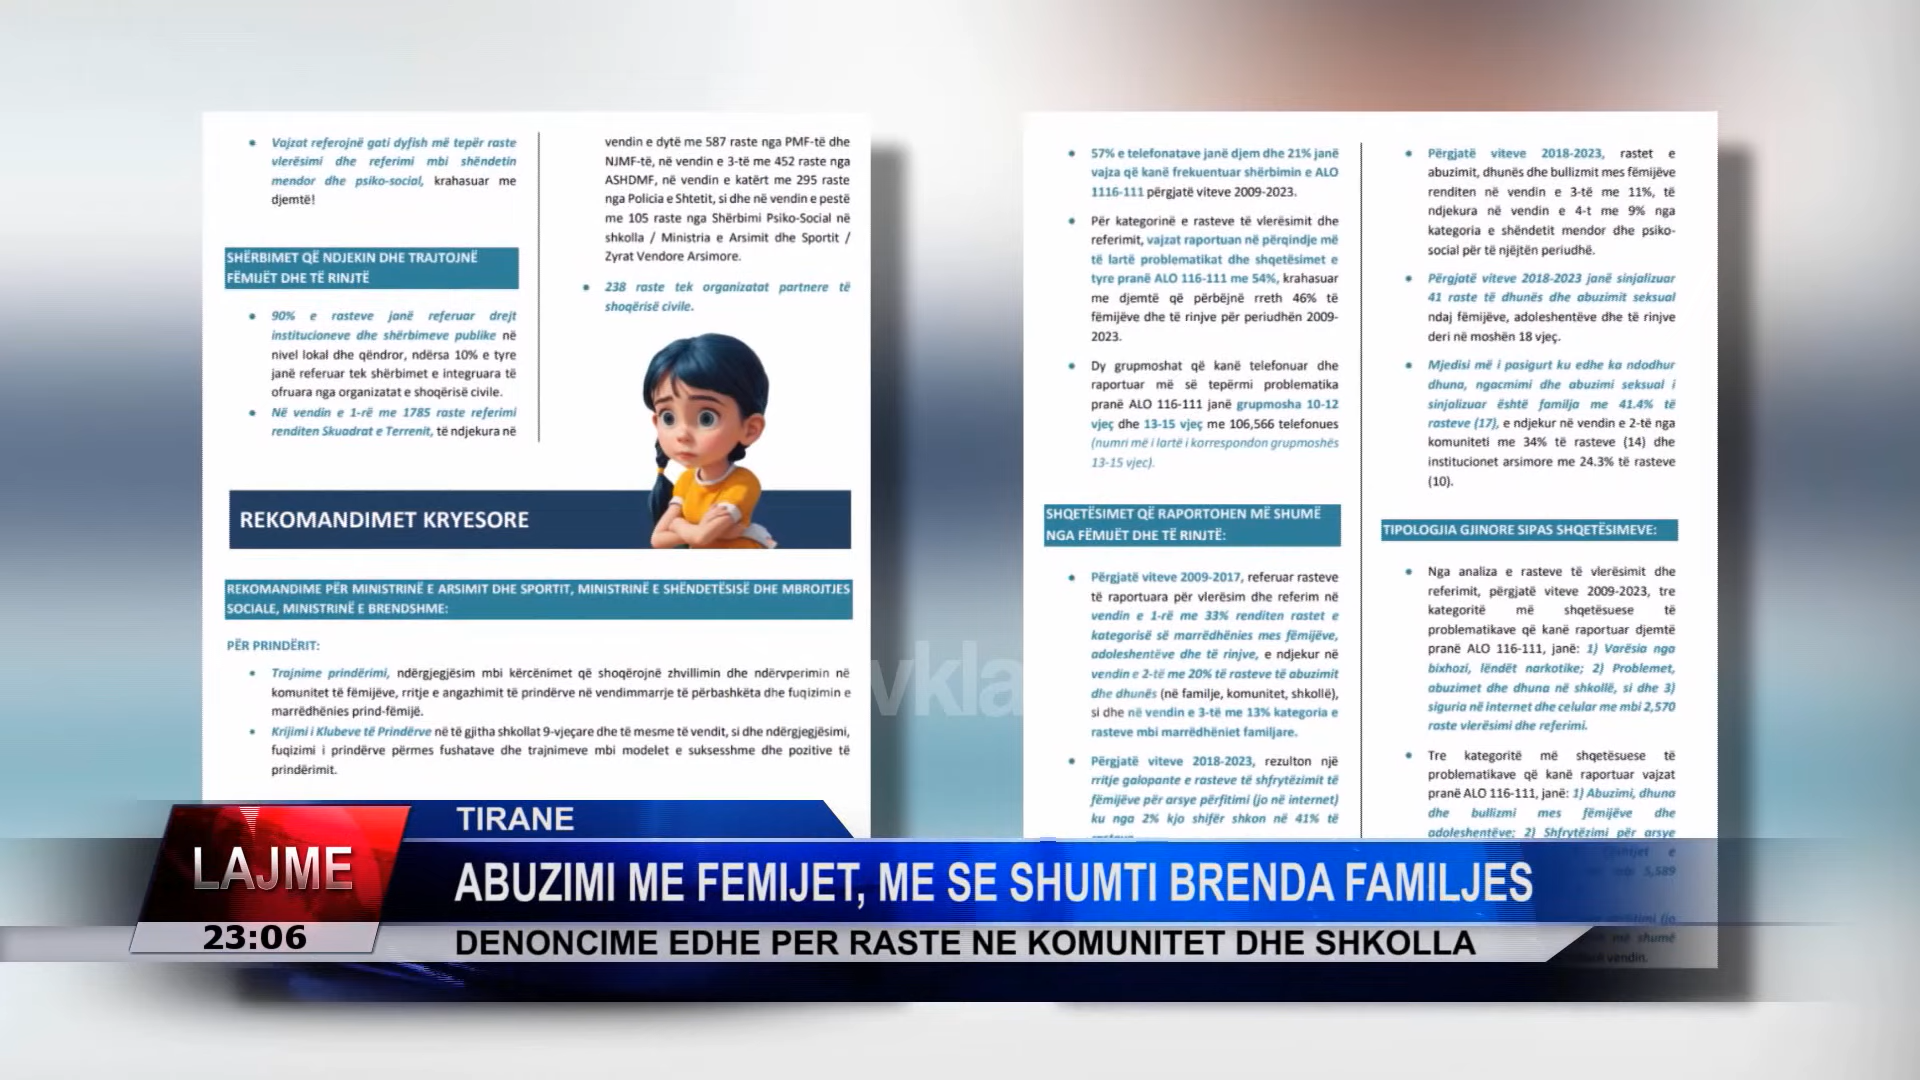 Vajzat referojnë gati dyfish më tepër raste
vlerësimi dhe referimi mbi shëndetin
mendor dhe psiko-social, krahasuar me
djemtë!
SHËRBIMET QË NDJEKIN DHE TRAJTOJNË
FËMIJËT DHE TË RINJTË
90% e rasteve janë referuar drejt
institucioneve dhe shërbimeve publike në
nivel lokal dhe qëndror, ndërsa 10% e tyre
janë referuar tek shërbimet e integruara të
ofruara nga organizatat e shoqërisë civile.
Në vendin e 1-rë me 1785 raste referimi
renditen Skuadrat e Terrenit, të ndjekura në
vendin e dytë me 587 raste nga PMF-të dhe
NJMF-të, në vendin e 3-të me 452 raste nga
ASHDMF, në vendin e katërt me 295 raste
nga Policia e Shtetit, si dhe në vendin e pestë
me 105 raste nga Shërbimi Psiko-Social në
shkolla / Ministria e Arsimit dhe Sportit /
Zyrat Vendore Arsimore.
238 raste tek organizatat partnere të
shoqërisë civile.
REKOMANDIMET KRYESORE
REKOMANDIME PËR MINISTRINË E ARSIMIT DHE SPORTIT, MINISTRINË E SHËNDETËSISË DHE MBROJTJES
SOCIALE, MINISTRINË E BRENDSHME:
PËR PRINDËRIT:
Trajnime prindërimi, ndërgjegjësim mbi kërcënimet që shoqërojnë zhvillimin dhe ndërvperimin në
komunitet të fëmijëve, rritje e angazhimit të prindërve në vendimmarrje të përbashkëta dhe fuqizimin e
marrëdhënies prind-fëmijë.
Krijimi i Klubeve të Prindërve në të gjitha shkollat 9-vjeçare dhe të mesme të vendit, si dhe ndërgjegjësimi,
fuqizimi i prindërve përmes fushatave dhe trajnimeve mbi modelet e suksesshme dhe pozitive të
prindërimit.
57% e telefonatave janë djem dhe 21% janë
vajza që kanë frekuentuar shërbimin e ALO
1116-111 përgjatë viteve 2009-2023.
Për kategorinë e rasteve të vlerësimit dhe
referimit, vajzat raportuan në përqindje më
të lartë problematikat dhe shqetësimet e
tyre pranë ALO 116-111 me 54%, krahasuar
me djemtë që përbëjnë rreth 46% të
fëmijëve dhe të rinjve për periudhën 2009-
2023.
Dy grupmoshat që kanë telefonuar dhe
raportuar më së tepërmi problematika
pranë ALO 116-111 janë grupmosha 10-12
vjeç dhe 13-15 vjeç me 106,566 telefonues
(numri më i lartë i korrespondon grupmoshës
13-15 vjec).
SHQETËSIMET QË RAPORTOHEN MË SHUMË
NGA FËMIJËT DHE TË RINJTË:
Përgjatë viteve 2009-2017, referuar rasteve
të raportuara për vlerësim dhe referim në
vendin e 1-rë me 33% renditen rastet e
kategorisë së marrëdhënies mes fëmijëve,
adoleshentëve dhe të rinjve, e ndjekur në
vendin e 2-të me 20% të rasteve të abuzimit
dhe dhunës (në familje, komunitet, shkollë),
si dhe në vendin e 3-të me 13% kategoria e
rasteve mbi marrëdhëniet familjare.
Përgjatë viteve 2018-2023, rezulton një
rritje galopante e rasteve të shfrytëzimit të
fëmijëve për arsye përfitimi (jo në internet)
ku nga 2% kjo shifër shkon në 41% të
Përgjatë viteve 2018-2023, rastet e
abuzimit, dhunës dhe bullizmit mes fëmijëve
renditen në vendin e 3-të me 11%, të
ndjekura në vendin e 4-t me 9% nga
kategoria e shëndetit mendor dhe psiko-
social për të njëjtën periudhë.
Përgjatë viteve 2018-2023 janë sinjalizuar
41 raste të dhunës dhe abuzimit seksual
ndaj fëmijëve, adoleshentëve dhe të rinjve
deri në moshën 18 vjeç.
Mjedisi më i pasigurt ku edhe ka ndodhur
dhuna, ngacmimi dhe abuzimi seksual i
sinjalizuar është familja me 41.4% të
rasteve (17), e ndjekur në vendin e 2-të nga
komuniteti me 34% të rasteve (14) dhe
institucionet arsimore me 24.3% të rasteve
(10).
TIPOLOGJIA GJINORE SIPAS SHQETËSIMEVE:
Nga analiza e rasteve të vlerësimit dhe
referimit, përgjatë viteve 2009-2023, tre
kategoritë më shqetësuese të
problematikave që kanë raportuar djemtë
pranë ALO 116-111, janë: 1) Varësia nga
bixhozi, lëndët narkotike; 2) Problemet,
abuzimet dhe dhuna në shkollë, si dhe 3)
siguria në internet dhe celular me mbi 2,570
raste vlerësimi dhe referimi.
Tre kategoritë më shqetësuese të
problematikave që kanë raportuar vajzat
pranë ALO 116-111, janë: 1) Abuzimi, dhuna
dhe bullizmi mes fëmijëve dhe
adoleshentëve; 2) Shfrytëzimi për arsye
5,589
vendin.
vkla
TIRANE
LAJME
ABUZIMI ME FEMIJET, ME SE SHUMTI BRENDA FAMILJES
23:06
DENONCIME EDHE PER RASTE NE KOMUNITET DHE SHKOLLA